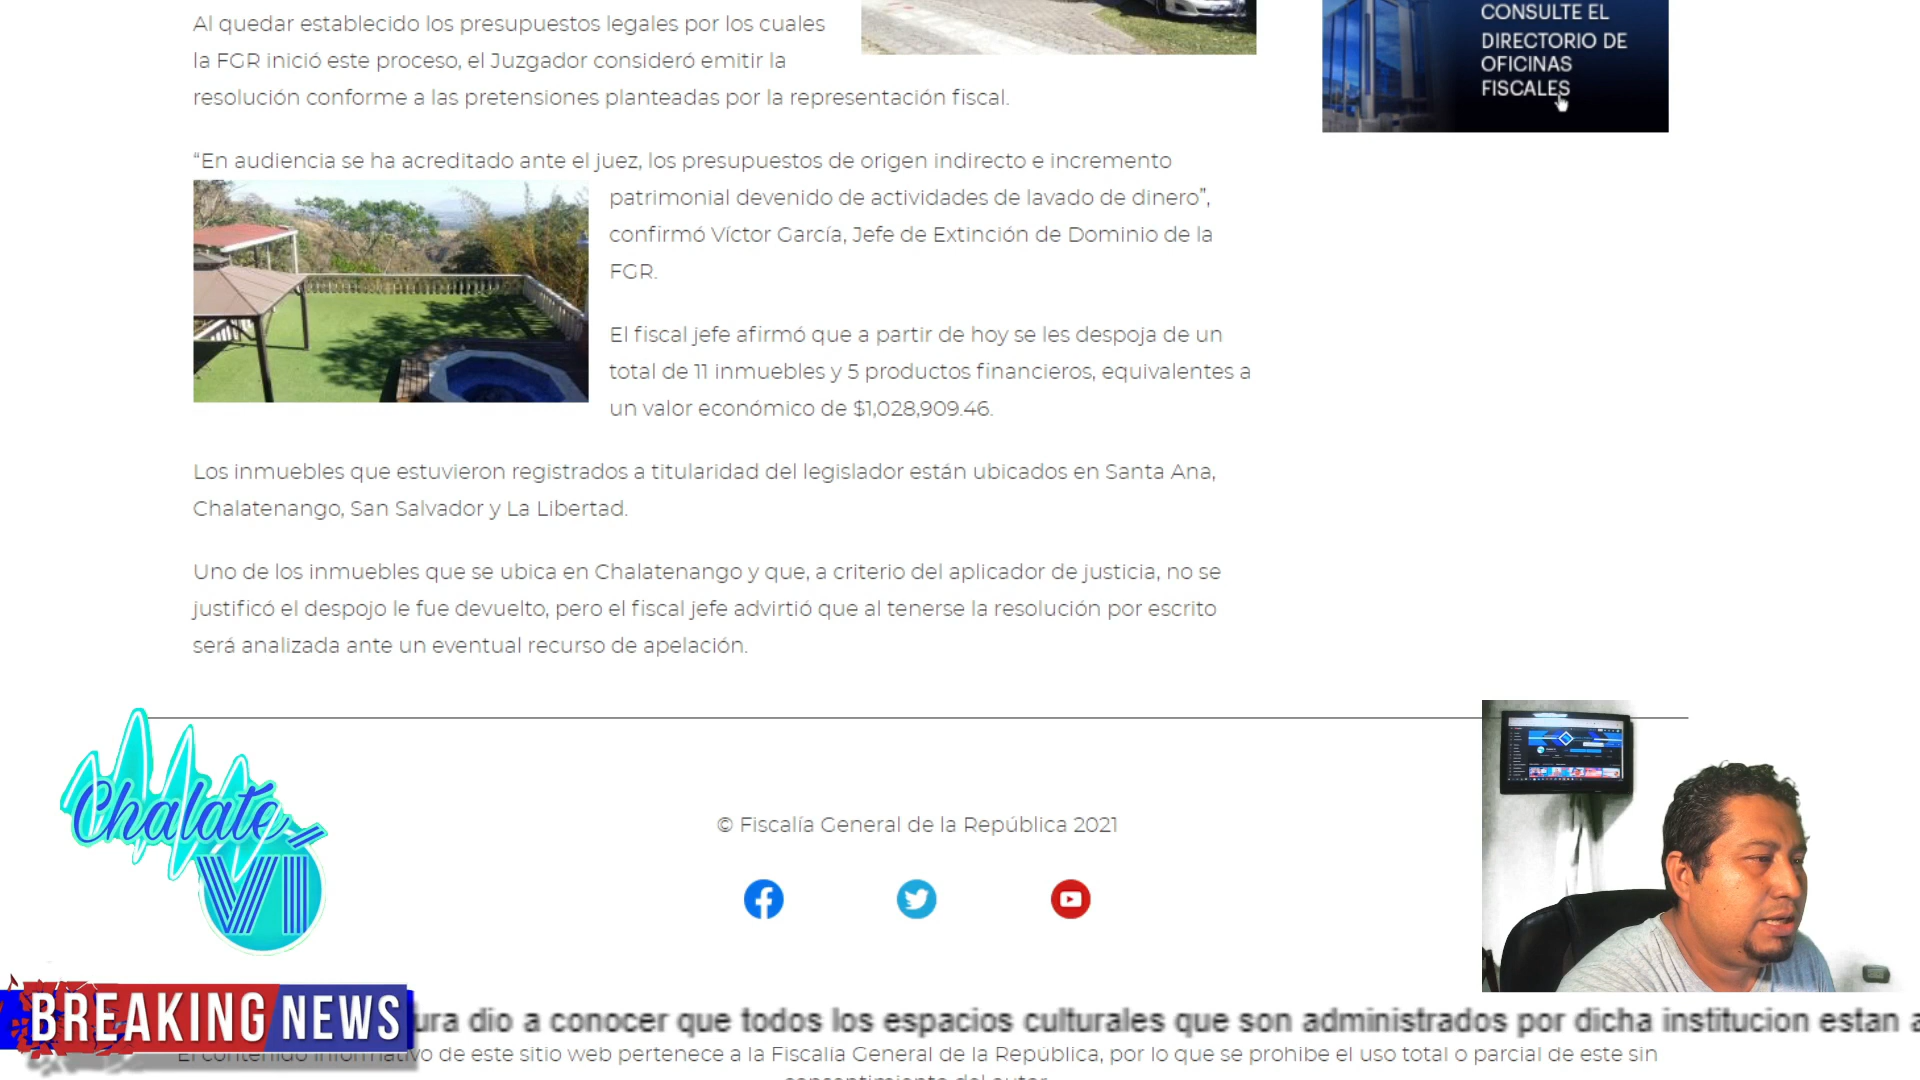 Al quedar establecido los presupuestos legales por los cuales
la FGR inició este proceso, el Juzgador consideró emitir la
resolución conforme a las pretensiones planteadas por la representación fiscal.
CONSULTE EL
DIRECTORIO DE
OFICINAS
FISCALES
“En audiencia se ha acreditado ante el juez, los presupuestos de origen indirecto e incremento
patrimonial devenido de actividades de lavado de dinero”,
confirmó Víctor García, Jefe de Extinción de Dominio de la
FGR.
El fiscal jefe afirmó que a partir de hoy se les despoja de un
total de 11 inmuebles y 5 productos financieros, equivalentes a
un valor económico de $1,028,909.46.
Los inmuebles que estuvieron registrados a titularidad del legislador están ubicados en Santa Ana,
Chalatenango, San Salvador y La Libertad.
Uno de los inmuebles que se ubica en Chalatenango y que, a criterio del aplicador de justicia, no se
justificó el despojo le fue devuelto, pero el fiscal jefe advirtió que al tenerse la resolución por escrito
será analizada ante un eventual recurso de apelación.
Chalate
VI
© Fiscalía General de la República 2021
BREAKING NEWS
ura dio a conocer que todos los espacios culturales que son administrados por dicha institucion estan a
El contenido informativo de este sitio web pertenece a la Fiscalía General de la República, por lo que se prohibe el uso total o parcial de este sin
consentimiento del autor